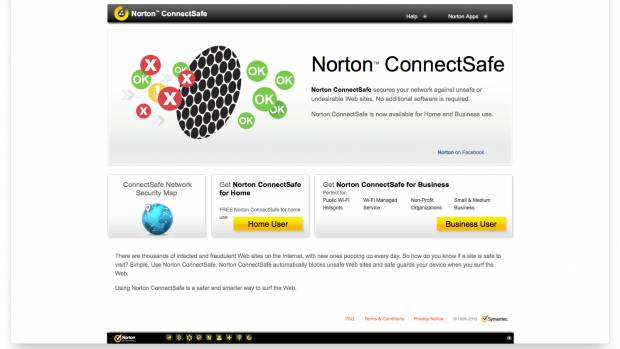 Norton™ ConnectSafe
Help
Norton Apps
X
OK
OK
X
OK
OK
!
X
X
OK
OK
OK
OK
Norton™ ConnectSafe
Norton ConnectSafe secures your network against unsafe or
undesirable Web sites. No additional software is required.
Norton ConnectSafe is now available for Home and Business use.
Norton on Facebook
ConnectSafe Network
Security Map
Get Norton ConnectSafe
for Home
FREE Norton ConnectSafe for home
use
Home User
Get Norton ConnectSafe for Business
Perfect for:
Public Wi-Fi
Hotspots
Wi-Fi Managed
Service
Non-Profit
Organizations
Small & Medium
Business
Business User
There are thousands of infected and fraudulent Web sites on the Internet, with new ones popping up every day. So how do you know if a site is safe to
visit? Simple. Use Norton ConnectSafe. Norton ConnectSafe automatically blocks unsafe Web sites and safe guards your device when you surf the
Web.
Using Norton ConnectSafe is a safer and smarter way to surf the Web.
FAQ
Terms & Conditions
Privacy Notice
Symantec.
Norton